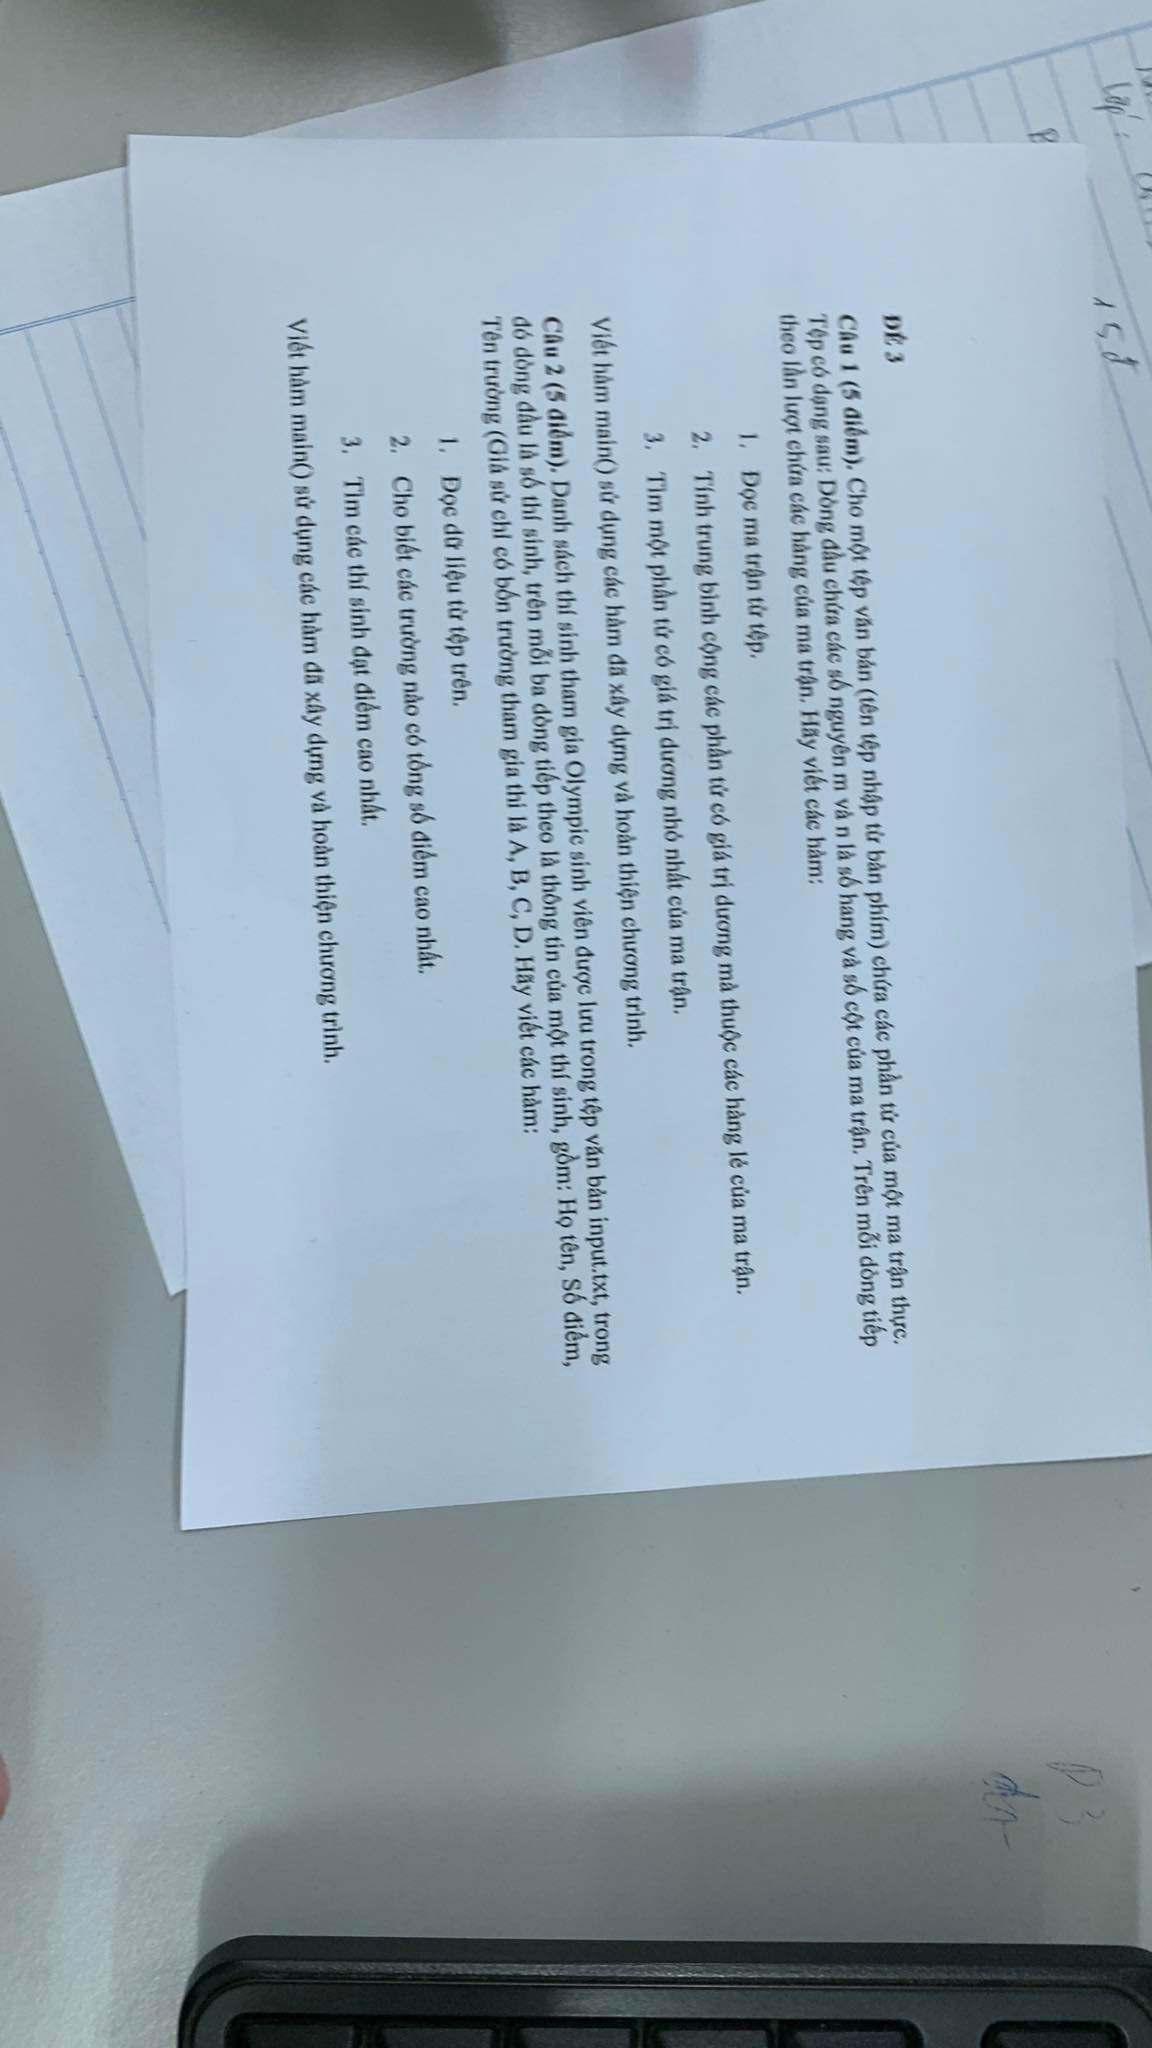 Lớp:
15đ
Đ 3
ĐỀ 3
Câu 1 (5 điểm). Cho một tệp văn bản (tên tệp nhập từ bàn phím) chứa các phần tử của một ma trận thực.
Tệp có dạng sau: Dòng đầu chứa các số nguyên m và n là số hang và số cột của ma trận. Trên mỗi dòng tiếp
theo lần lượt chứa các hàng của ma trận. Hãy viết các hàm:
1. Đọc ma trận từ tệp.
2. Tính trung bình cộng các phần tử có giá trị dương mà thuộc các hàng lẻ của ma trận.
3. Tìm một phần tử có giá trị dương nhỏ nhất của ma trận.
Viết hàm main() sử dụng các hàm đã xây dựng và hoàn thiện chương trình.
Câu 2 (5 điểm). Danh sách thí sinh tham gia Olympic sinh viên được lưu trong tệp văn bản input.txt, trong
đó dòng đầu là số thí sinh, trên mỗi ba dòng tiếp theo là thông tin của một thí sinh, gồm: Họ tên, Số điểm,
Tên trường (Giả sử chỉ có bốn trường tham gia thi là A, B, C, D. Hãy viết các hàm:
1. Đọc dữ liệu từ tệp trên.
2. Cho biết các trường nào có tổng số điểm cao nhất.
3. Tìm các thí sinh đạt điểm cao nhất.
Viết hàm main() sử dụng các hàm đã xây dựng và hoàn thiện chương trình.